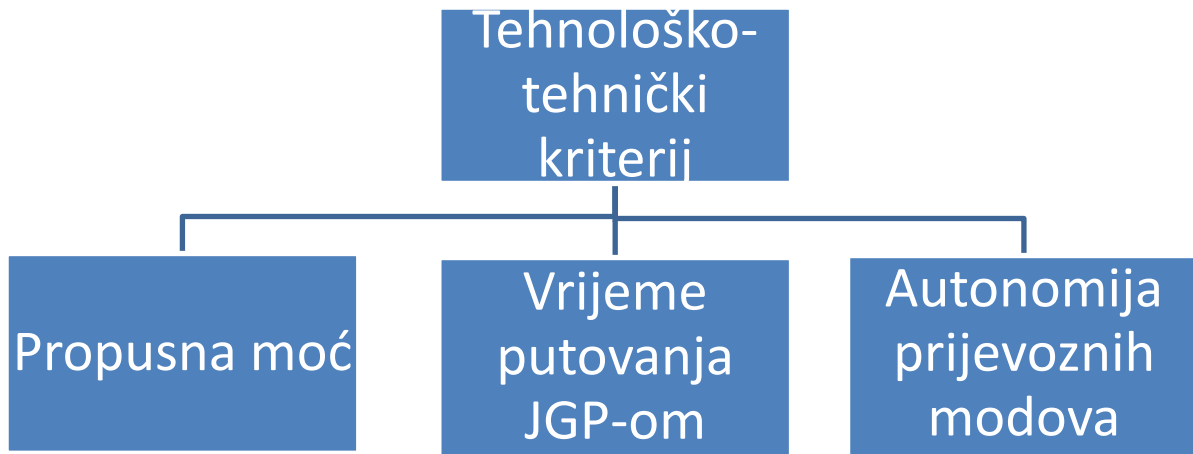 Tehnološko-
tehnički
kriterij
Propusna moć
Vrijeme
putovanja
JGP-om
Autonomija
prijevoznih
modova